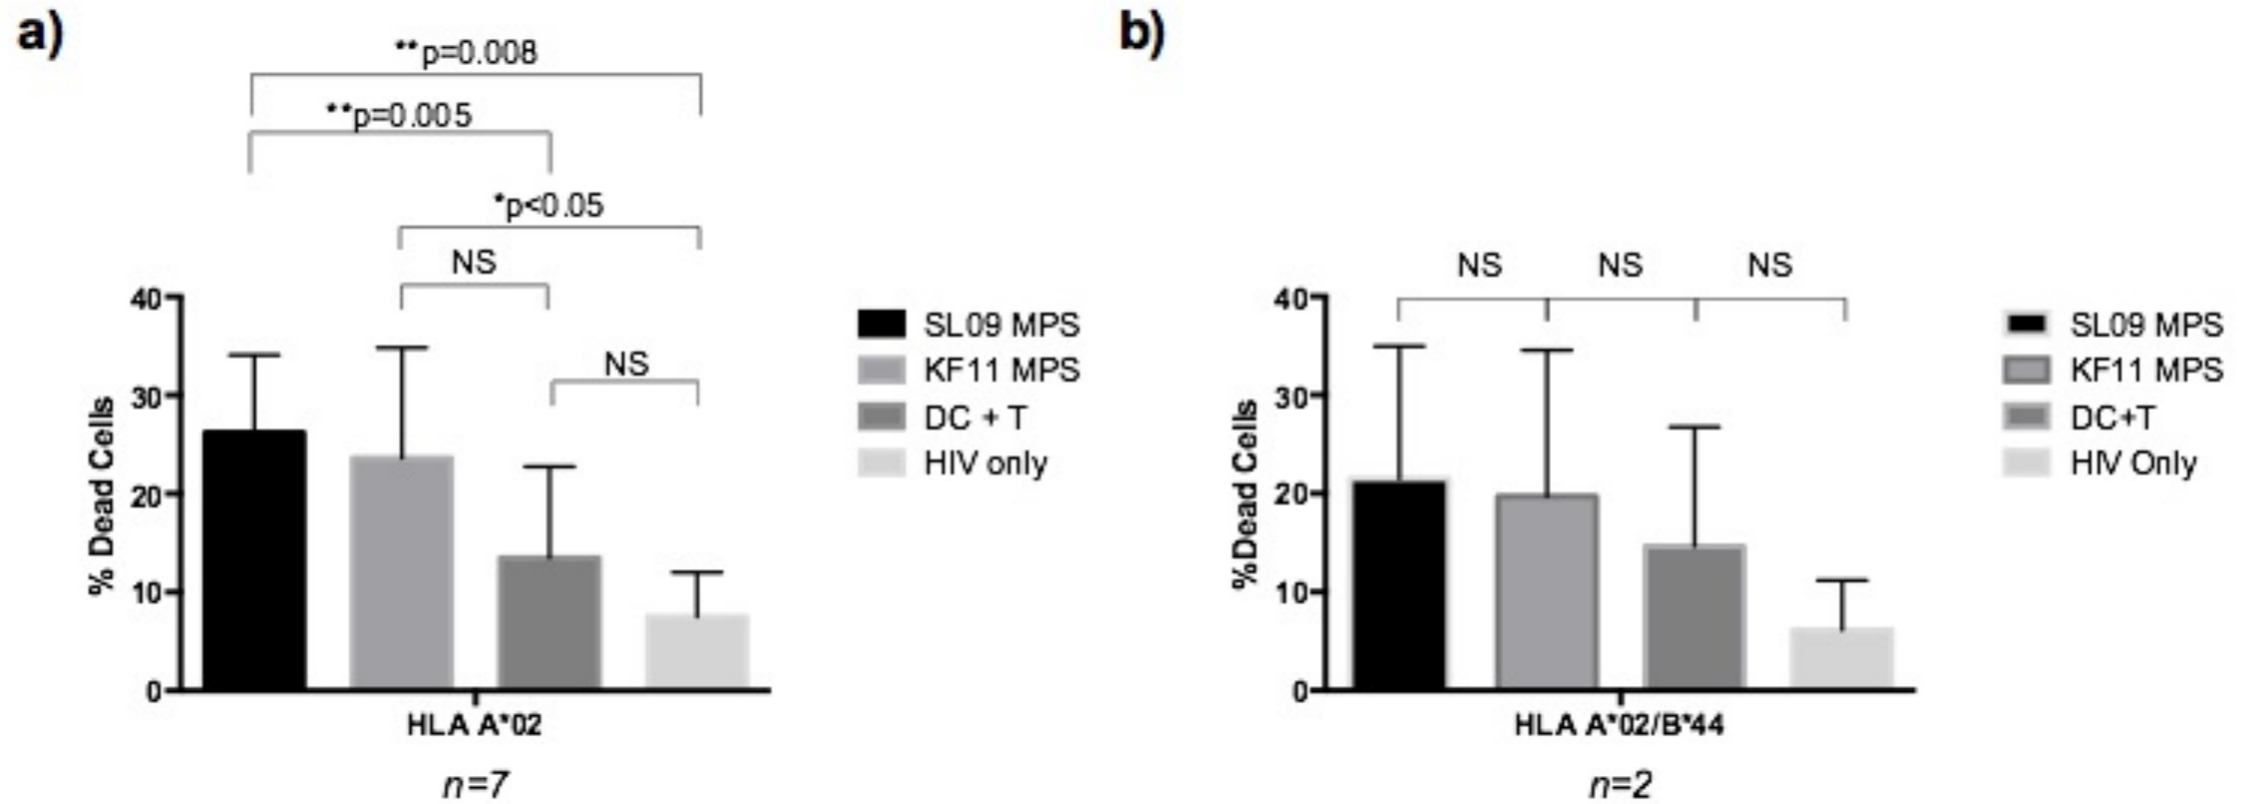 a)
**p=0.008
**p=0.005
*p<0.05
NS
NS
40
30
20
10
0
% Dead Cells
HLA A*02
n=7
SL09 MPS
KF11 MPS
DC + T
HIV only
b)
NS NS NS
40
30
20
10
0
%Dead Cells
HLA A*02/B*44
n=2
SL09 MPS
KF11 MPS
DC+T
HIV Only